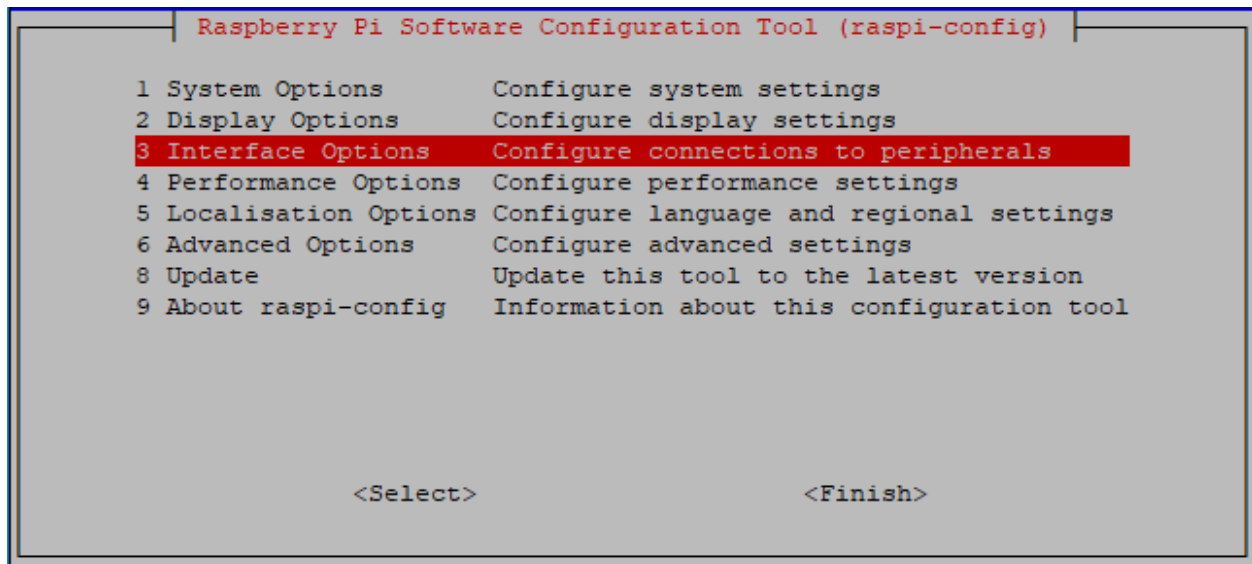 Raspberry Pi Software Configuration Tool (raspi-config)
1 System Options Configure system settings
2 Display Options Configure display settings
3 Interface Options Configure connections to peripherals
4 Performance Options Configure performance settings
5 Localisation Options Configure language and regional settings
6 Advanced Options Configure advanced settings
8 Update Update this tool to the latest version
9 About raspi-config Information about this configuration tool
<Select> <Finish>